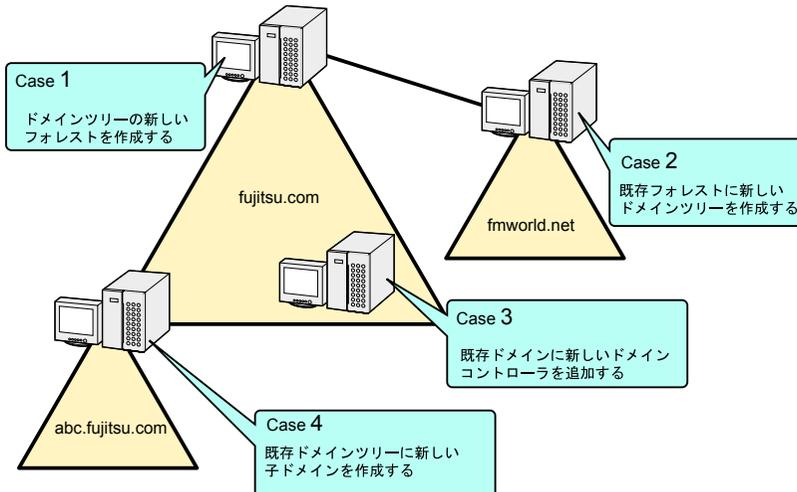 Case 1
ドメインツリーの新しい
フォレストを作成する
fujitsu.com
Case 2
既存フォレストに新しい
ドメインツリーを作成する
fmworld.net
Case 3
既存ドメインに新しいドメイン
コントローラを追加する
abc.fujitsu.com
Case 4
既存ドメインツリーに新しい
子ドメインを作成する